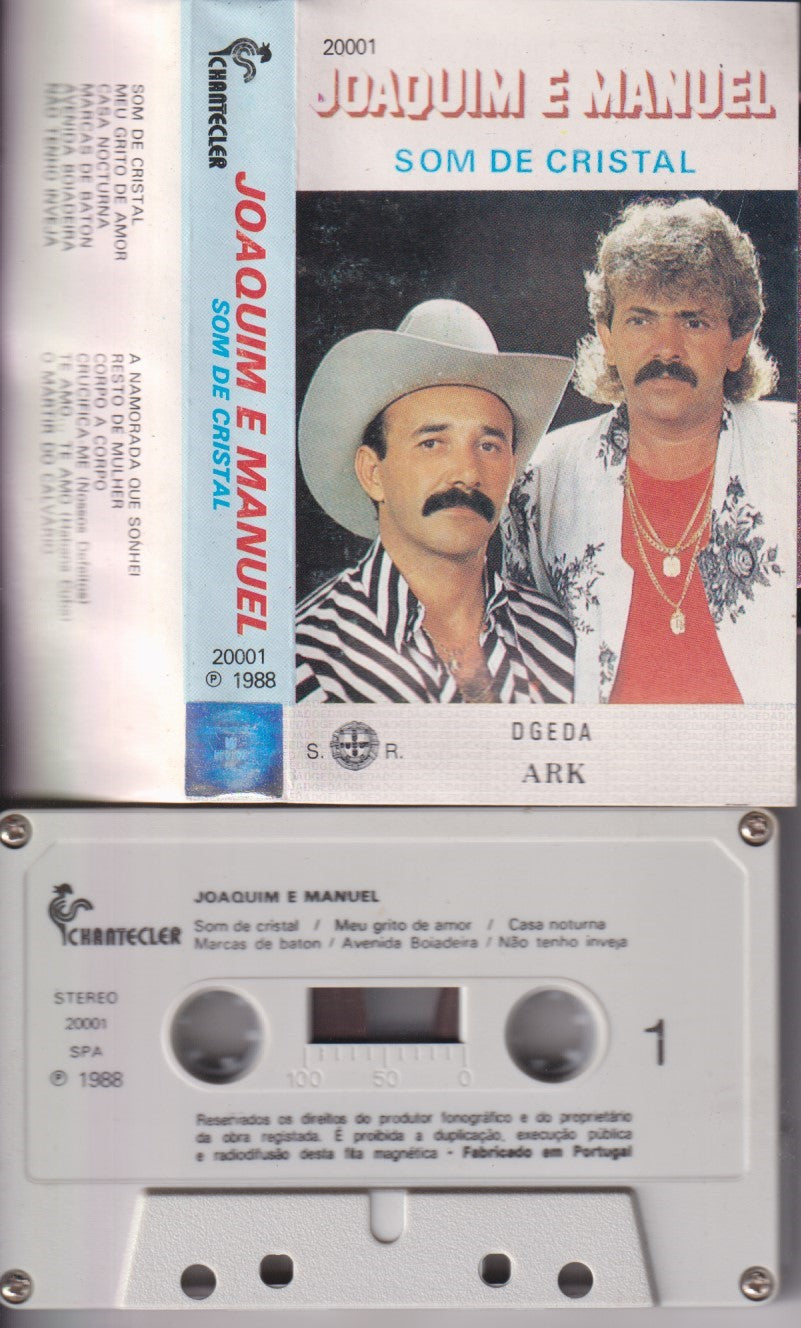 SOM DE CRISTAL
MEU GRITO DE AMOR
CASA NOCTURNA
MARCAS DE BATON
AVENIDA BOIADEIRA
NÃO TENHO INVEJA
A NAMORADA QUE SONHEI
RESTO DE MULHER
CORPO A CORPO
CRUCIFICA-ME
TE AMO... TE AMO
O MARTIR DO CALVÁRIO
CHANTECLER
JOAQUIM E MANUEL
SOM DE CRISTAL
20001
℗ 1988
20001
JOAQUIM E MANUEL
SOM DE CRISTAL
S. R.
DGEDA
ARK
CHANTECLER
JOAQUIM E MANUEL
Som de cristal / Meu grito de amor / Casa noturna
Marcas de baton / Avenida Boiadeira / Não tenho inveja
STEREO
20001
SPA
℗ 1988
1
100 50 0
Reservados os direitos do produtor fonográfico e do proprietário
da obra registada. É proibida a duplicação, execução pública
e radiodifusão desta fita magnética - Fabricado em Portugal